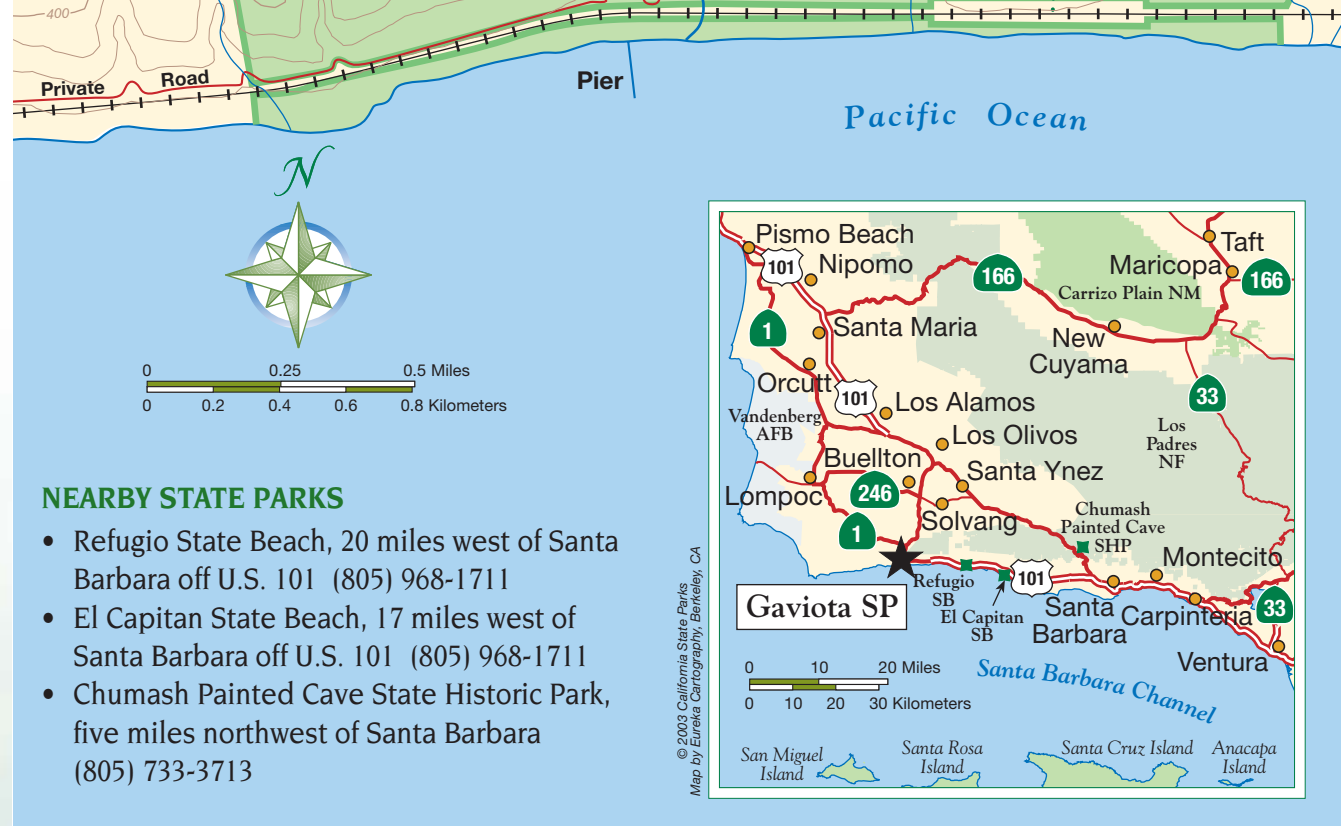 400
Private Road
Pier
Pacific Ocean
N
0 0.25 0.5 Miles
0 0.2 0.4 0.6 0.8 Kilometers
NEARBY STATE PARKS
• Refugio State Beach, 20 miles west of Santa
Barbara off U.S. 101 (805) 968-1711
• El Capitan State Beach, 17 miles west of
Santa Barbara off U.S. 101 (805) 968-1711
• Chumash Painted Cave State Historic Park,
five miles northwest of Santa Barbara
(805) 733-3713
© 2003 California State Parks
Map by Eureka Cartography, Berkeley, CA
Pismo Beach
101
Nipomo
166
Taft
Maricopa
166
Carrizo Plain NM
1
Santa Maria
New
Cuyama
Orcutt
101
Los Alamos
33
Vandenberg
AFB
Los Olivos
Los
Padres
NF
Buellton
Santa Ynez
Lompoc
246
Solvang
Chumash
Painted Cave
SHP
1
Montecito
Refugio
SB
101
El Capitan
SB
Gaviota SP
Santa
Barbara
Carpinteria
33
Ventura
0 10 20 Miles
0 10 20 30 Kilometers
Santa Barbara Channel
San Miguel
Island
Santa Rosa
Island
Santa Cruz Island
Anacapa
Island